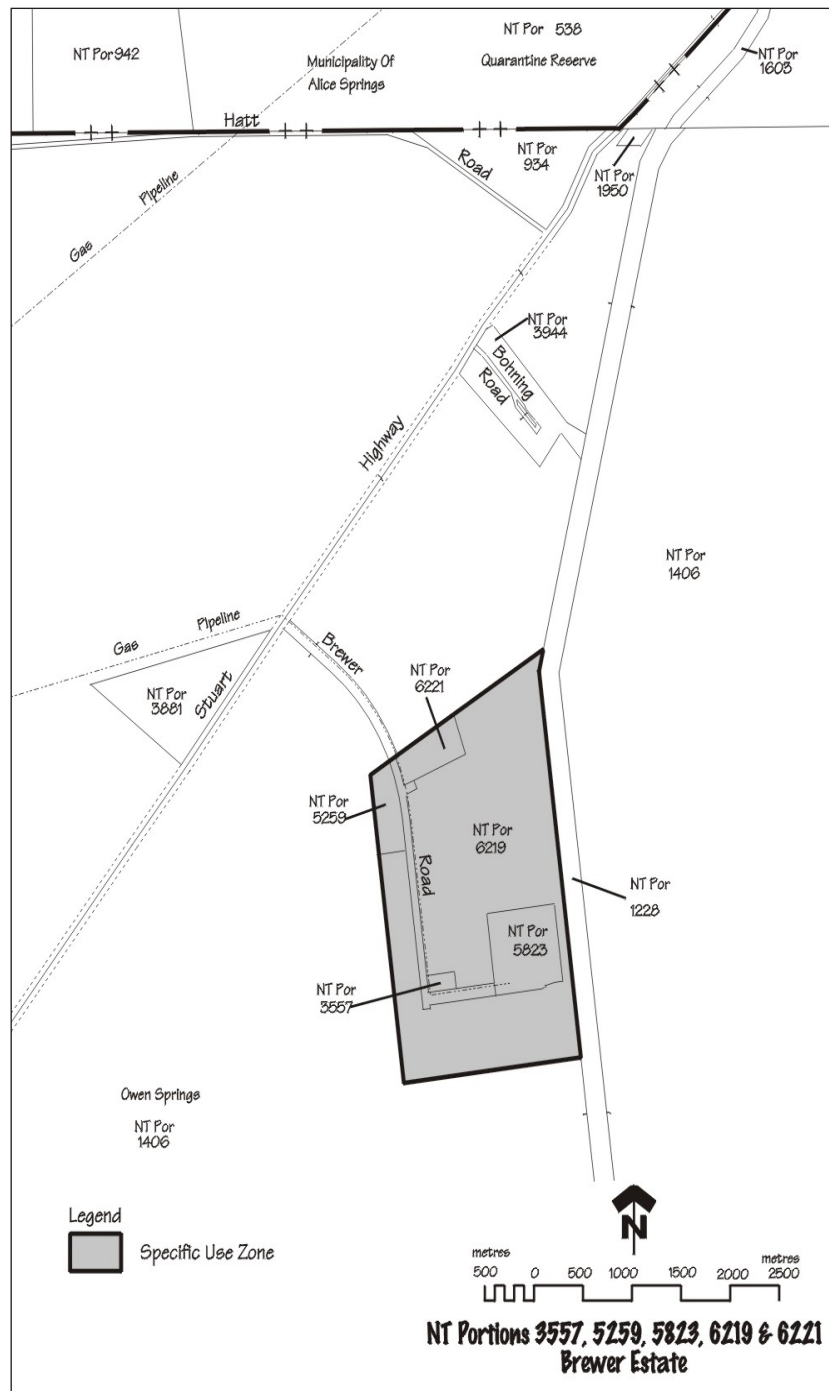 NT Por 942
Municipality Of
Alice Springs
NT Por 538
Quarantine Reserve
NT Por
1603
Hatt
Road
NT Por
934
NT Por
1950
Gas
Pipeline
NT Por
3944
Bohning
Road
Highway
NT Por
1406
Gas
Pipeline
Brewer
NT Por
3881
Stuart
NT Por
6221
NT Por
5259
NT Por
6219
Road
NT Por
1228
NT Por
5823
NT Por
3557
Owen Springs
NT Por
1406
Legend
Specific Use Zone
N
metres
metres
500 0 500 1000 1500 2000 2500
NT Portions 3557, 5259, 5823, 6219 & 6221
Brewer Estate